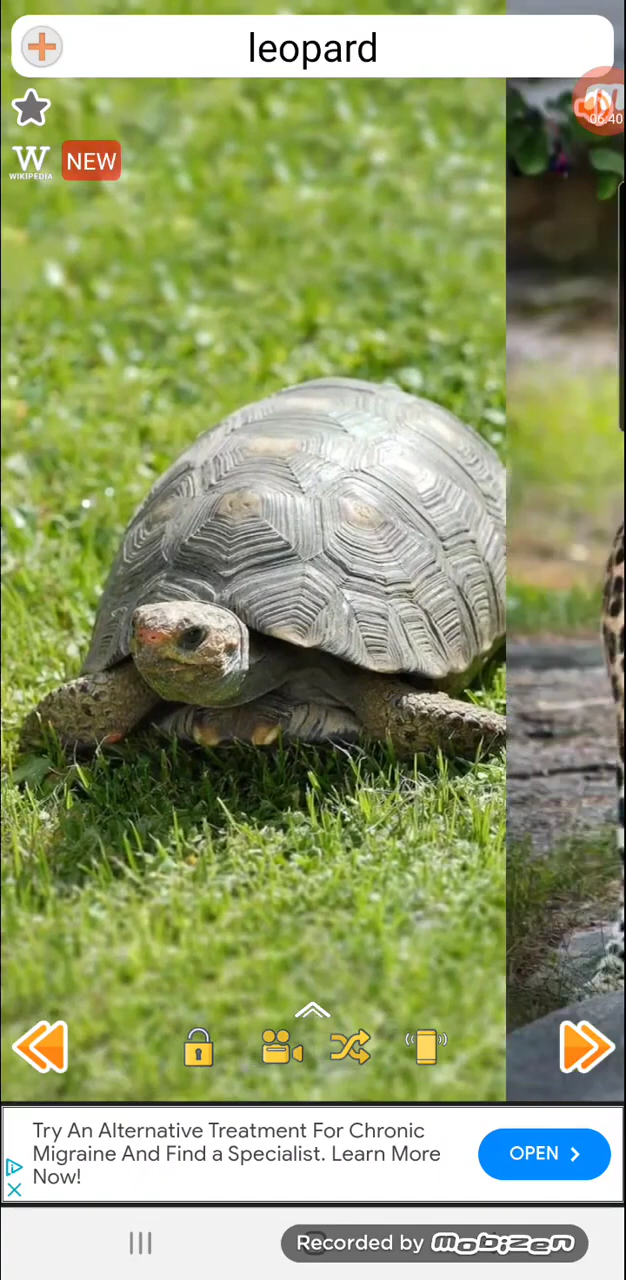 leopard
06:40
W
WIKIPEDIA
NEW
Try An Alternative Treatment For Chronic
Migraine And Find a Specialist. Learn More
Now!
OPEN
Recorded by MOBIZEN